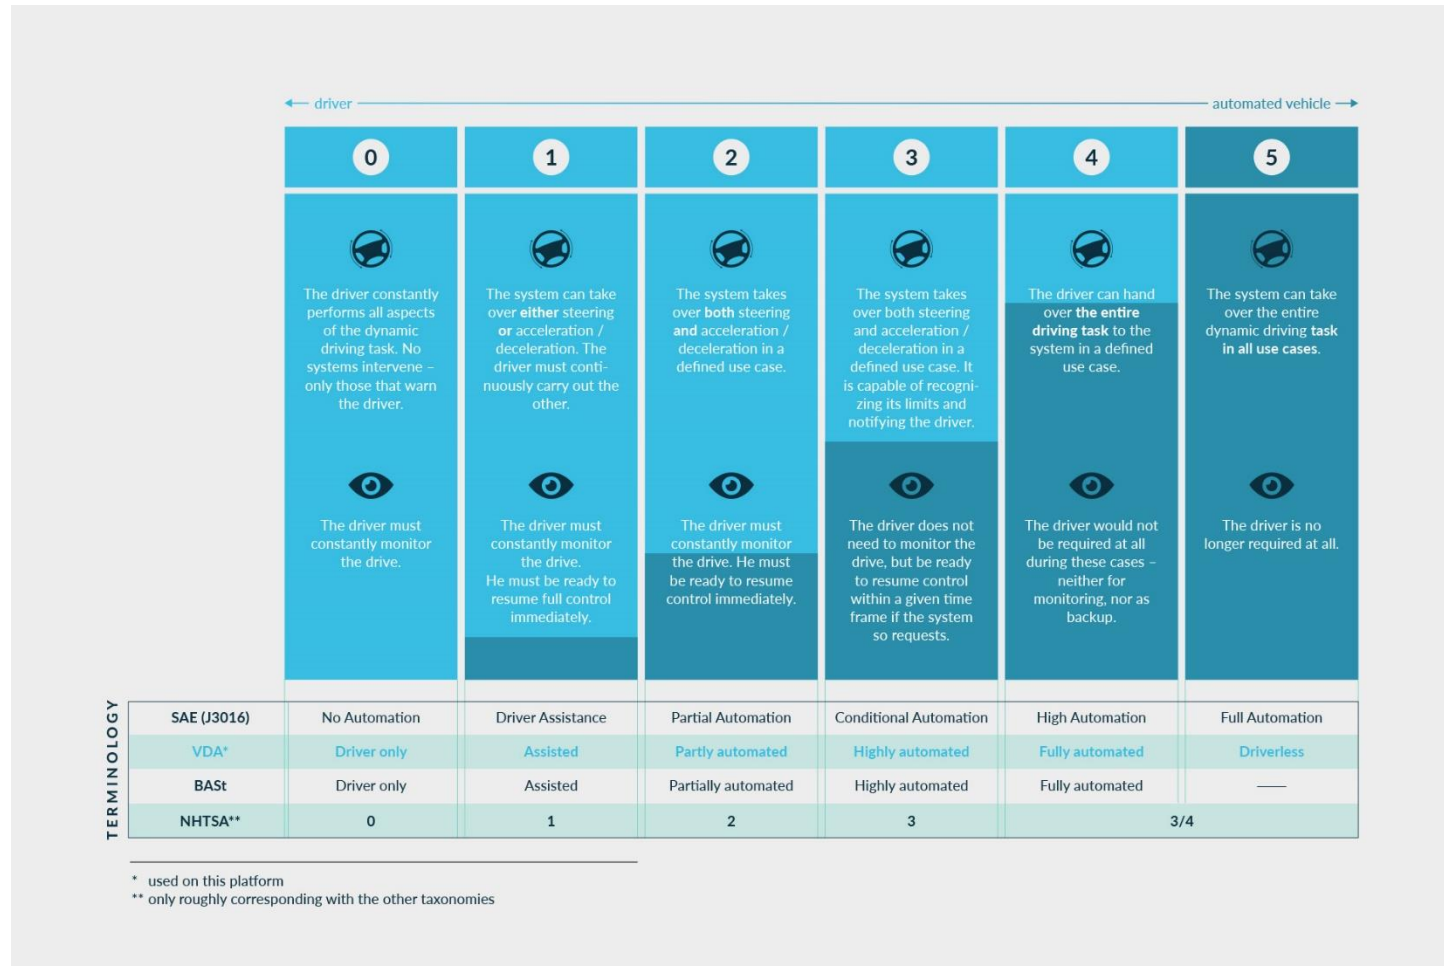 driver
automated vehicle
0
1
2
3
4
5
The driver constantly
performs all aspects
of the dynamic
driving task. No
systems intervene –
only those that warn
the driver.
The system can take
over either steering
or acceleration /
deceleration. The
driver must conti-
nuously carry out the
other.
The system takes
over both steering
and acceleration /
deceleration in a
defined use case.
The system takes
over both steering
and acceleration /
deceleration in a
defined use case. It
is capable of recogni-
zing its limits and
notifying the driver.
The driver can hand
over the entire
driving task to the
system in a defined
use case.
The system can take
over the entire
dynamic driving task
in all use cases.
The driver must
constantly monitor
the drive.
The driver must
constantly monitor
the drive.
He must be ready to
resume full control
immediately.
The driver must
constantly monitor
the drive. He must
be ready to resume
control immediately.
The driver does not
need to monitor the
drive, but be ready
to resume control
within a given time
frame if the system
so requests.
The driver would not
be required at all
during these cases –
neither for
monitoring, nor as
backup.
The driver is no
longer required at all.
TERMINOLOGY
SAE (J3016) No Automation Driver Assistance Partial Automation Conditional Automation High Automation Full Automation
VDA* Driver only Assisted Partly automated Highly automated Fully automated Driverless
BASt Driver only Assisted Partially automated Highly automated Fully automated —
NHTSA** 0 1 2 3 3/4
* used on this platform
** only roughly corresponding with the other taxonomies